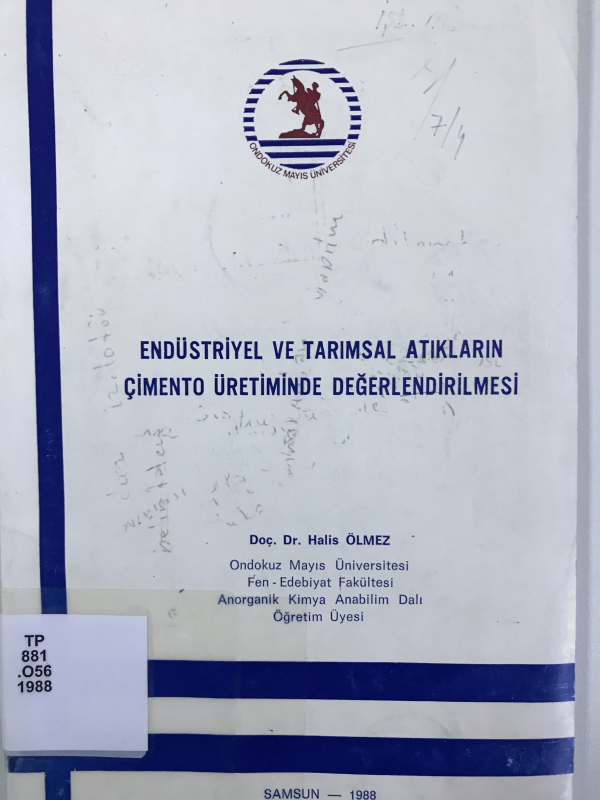 ONDOKUZ MAYIS ÜNİVERSİTESİ
7/4
ENDÜSTRİYEL VE TARIMSAL ATIKLARIN
ÇİMENTO ÜRETİMİNDE DEĞERLENDİRİLMESİ
Doç. Dr. Halis ÖLMEZ
Ondokuz Mayıs Üniversitesi
Fen - Edebiyat Fakültesi
Anorganik Kimya Anabilim Dalı
Öğretim Üyesi
TP
881
.O56
1988
SAMSUN — 1988